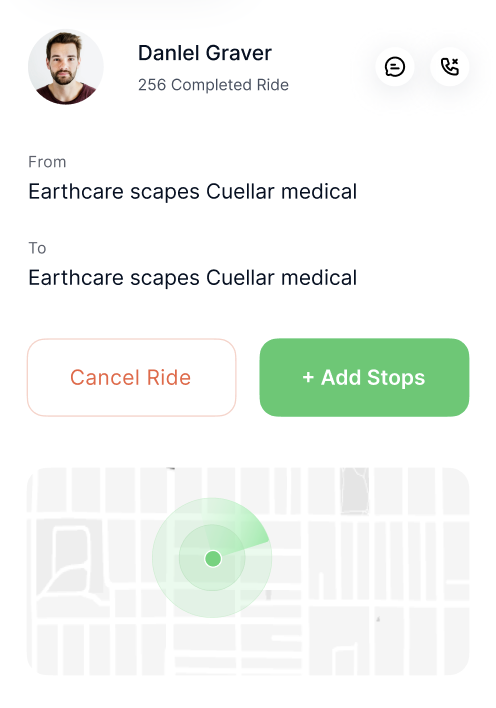 Danlel Graver
256 Completed Ride
From
Earthcare scapes Cuellar medical
To
Earthcare scapes Cuellar medical
Cancel Ride
+ Add Stops